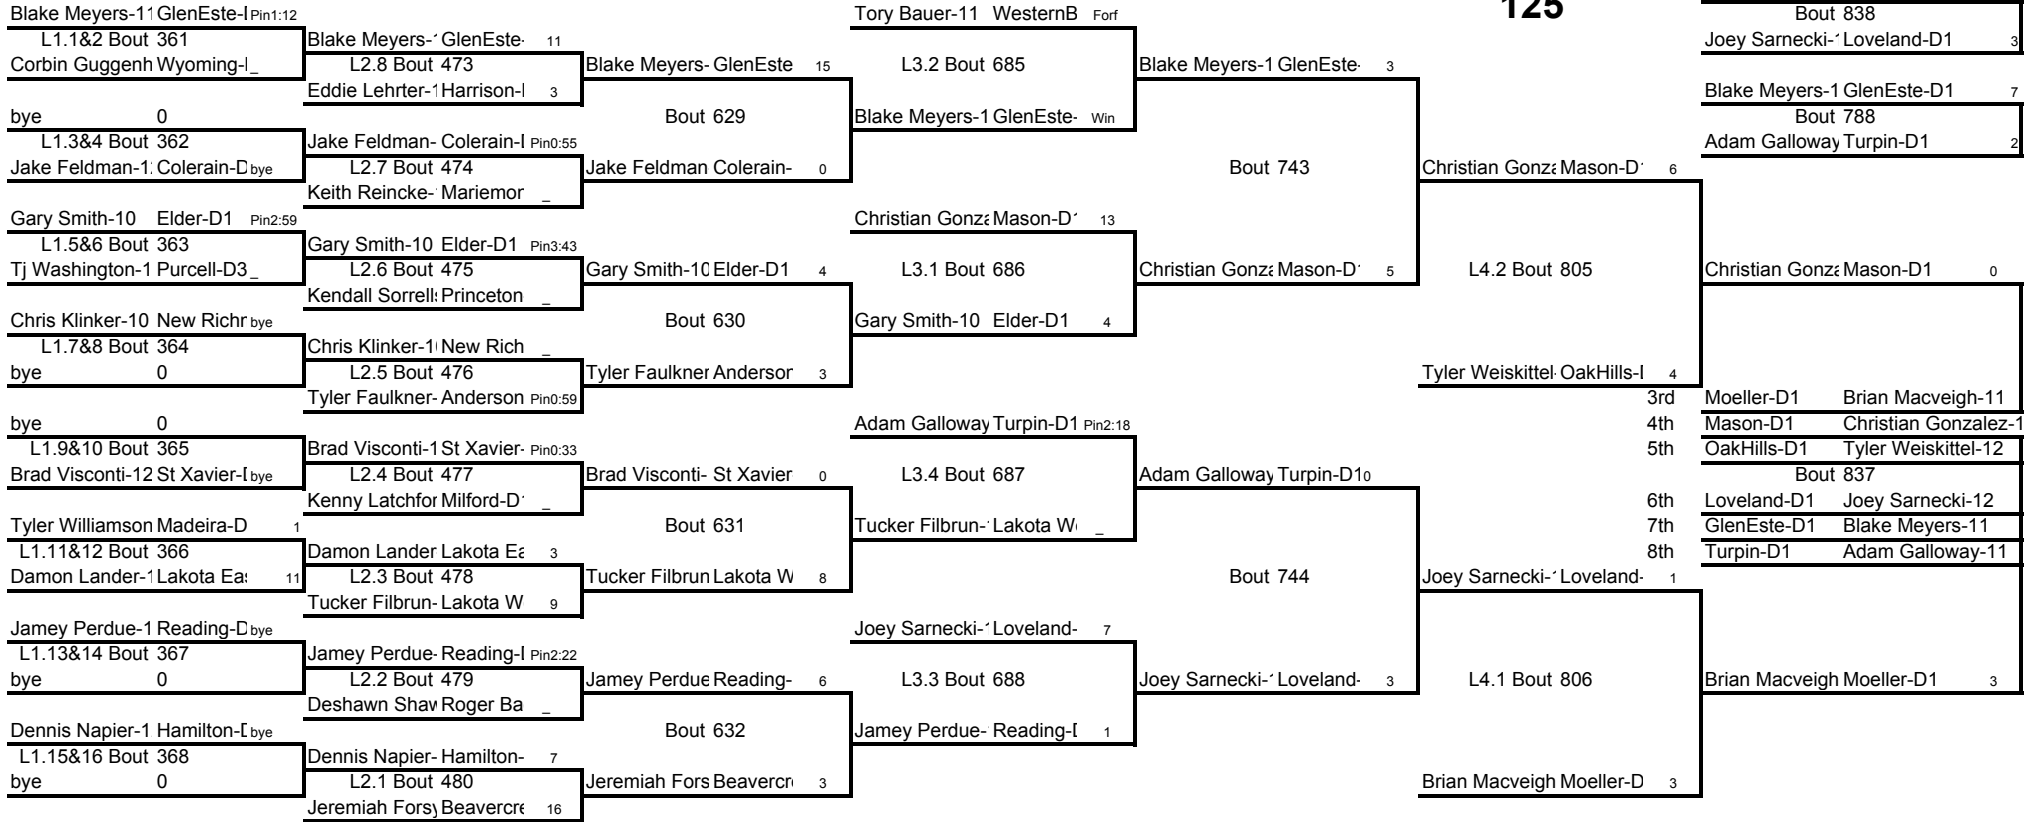 Blake Meyers-11 GlenEste- Pin1:12
L1.1&2 Bout 361
Corbin Guggenh Wyoming- _
bye 0
L1.3&4 Bout 362
Jake Feldman-1 Colerain-D bye
Gary Smith-10 Elder-D1 Pin2:59
L1.5&6 Bout 363
Tj Washington-1 Purcell-D3 _
Chris Klinker-10 New Richr bye
L1.7&8 Bout 364
bye 0
bye 0
L1.9&10 Bout 365
Brad Visconti-12 St Xavier- bye
Tyler Williamson Madeira-D 1
L1.11&12 Bout 366
Damon Lander-1 Lakota Eas 11
Jamey Perdue-1 Reading-D bye
L1.13&14 Bout 367
bye 0
Dennis Napier-1 Hamilton- bye
L1.15&16 Bout 368
bye 0
Blake Meyers- GlenEste- 11
L2.8 Bout 473
Eddie Lehrter-1 Harrison- 3
Jake Feldman- Colerain- Pin0:55
L2.7 Bout 474
Keith Reincke- Mariemor _
Gary Smith-10 Elder-D1 Pin3:43
L2.6 Bout 475
Kendall Sorrells Princeton _
Chris Klinker-1 New Rich _
L2.5 Bout 476
Tyler Faulkner- Anderson Pin0:59
Brad Visconti-1 St Xavier- Pin0:33
L2.4 Bout 477
Kenny Latchfor Milford-D _
Damon Lander Lakota Ea 3
L2.3 Bout 478
Tucker Filbrun- Lakota W 9
Jamey Perdue- Reading- Pin2:22
L2.2 Bout 479
Deshawn Shaw Roger Ba _
Dennis Napier- Hamilton- 7
L2.1 Bout 480
Jeremiah Forsy Beavercre 16
Blake Meyers- GlenEste 15
Bout 629
Jake Feldman Colerain- 0
Gary Smith-10 Elder-D1 4
Bout 630
Tyler Faulkner Anderson 3
Brad Visconti- St Xavier 0
Bout 631
Tucker Filbrun Lakota W 8
Jamey Perdue Reading- 6
Bout 632
Jeremiah Fors Beavercr 3
Tory Bauer-11 WesternB Forf
L3.2 Bout 685
Blake Meyers-1 GlenEste- Win
Christian Gonza Mason-D 13
L3.1 Bout 686
Gary Smith-10 Elder-D1 4
Adam Galloway Turpin-D1 Pin2:18
L3.4 Bout 687
Tucker Filbrun- Lakota W _
Joey Sarnecki- Loveland- 7
L3.3 Bout 688
Jamey Perdue- Reading- 1
Blake Meyers-1 GlenEste- 3
Bout 743
Christian Gonza Mason-D 5
Adam Galloway Turpin-D1 0
Bout 744
Joey Sarnecki- Loveland- 3
125
Christian Gonza Mason-D 6
L4.2 Bout 805
Tyler Weiskittel OakHills- 4
Joey Sarnecki- Loveland- 1
L4.1 Bout 806
Brian Macveigh Moeller-D 3
Bout 838
Joey Sarnecki- Loveland-D1 3
Blake Meyers-1 GlenEste-D1 7
Bout 788
Adam Galloway Turpin-D1 2
Christian Gonza Mason-D1 0
3rd Moeller-D1 Brian Macveigh-11
4th Mason-D1 Christian Gonzalez-1
5th OakHills-D1 Tyler Weiskittel-12
Bout 837
6th Loveland-D1 Joey Sarnecki-12
7th GlenEste-D1 Blake Meyers-11
8th Turpin-D1 Adam Galloway-11
Brian Macveigh Moeller-D1 3